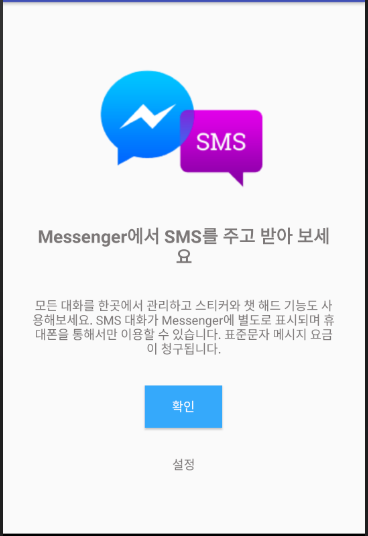 SMS
Messenger에서 SMS를 주고 받아 보세
요
모든 대화를 한곳에서 관리하고 스티커와 챗 헤드 기능도 사
용해보세요. SMS 대화가 Messenger에 별도로 표시되며 휴
대폰을 통해서만 이용할 수 있습니다. 표준문자 메시지 요금
이 청구됩니다.
확인
설정